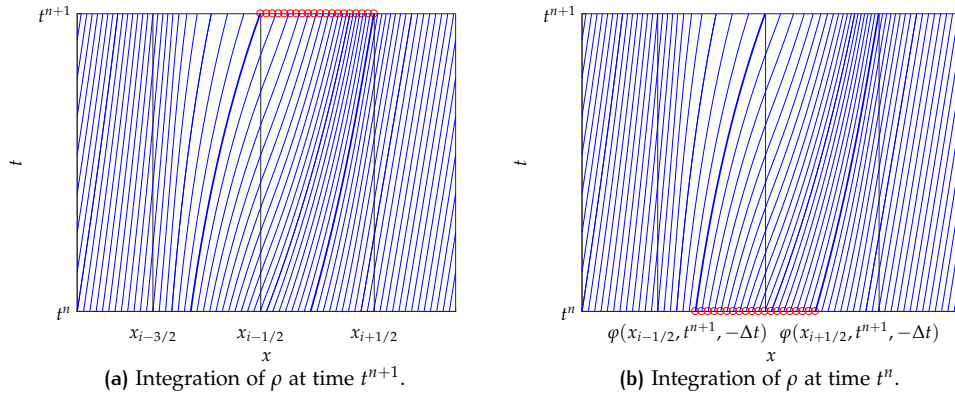 t^{n+1}
t
t^n
x_{i−3/2} x_{i−1/2} x_{i+1/2}
x
(a) Integration of ρ at time t^{n+1}.
t^{n+1}
t
t^n
φ(x_{i−1/2}, t^{n+1}, −Δt) φ(x_{i+1/2}, t^{n+1}, −Δt)
x
(b) Integration of ρ at time t^n.